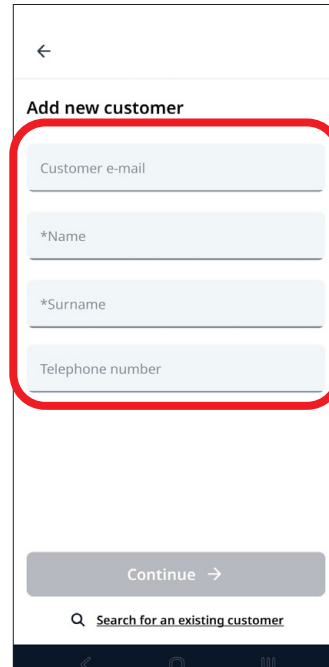 Add new customer
Customer e-mail
*Name
*Surname
Telephone number
Continue →
Search for an existing customer